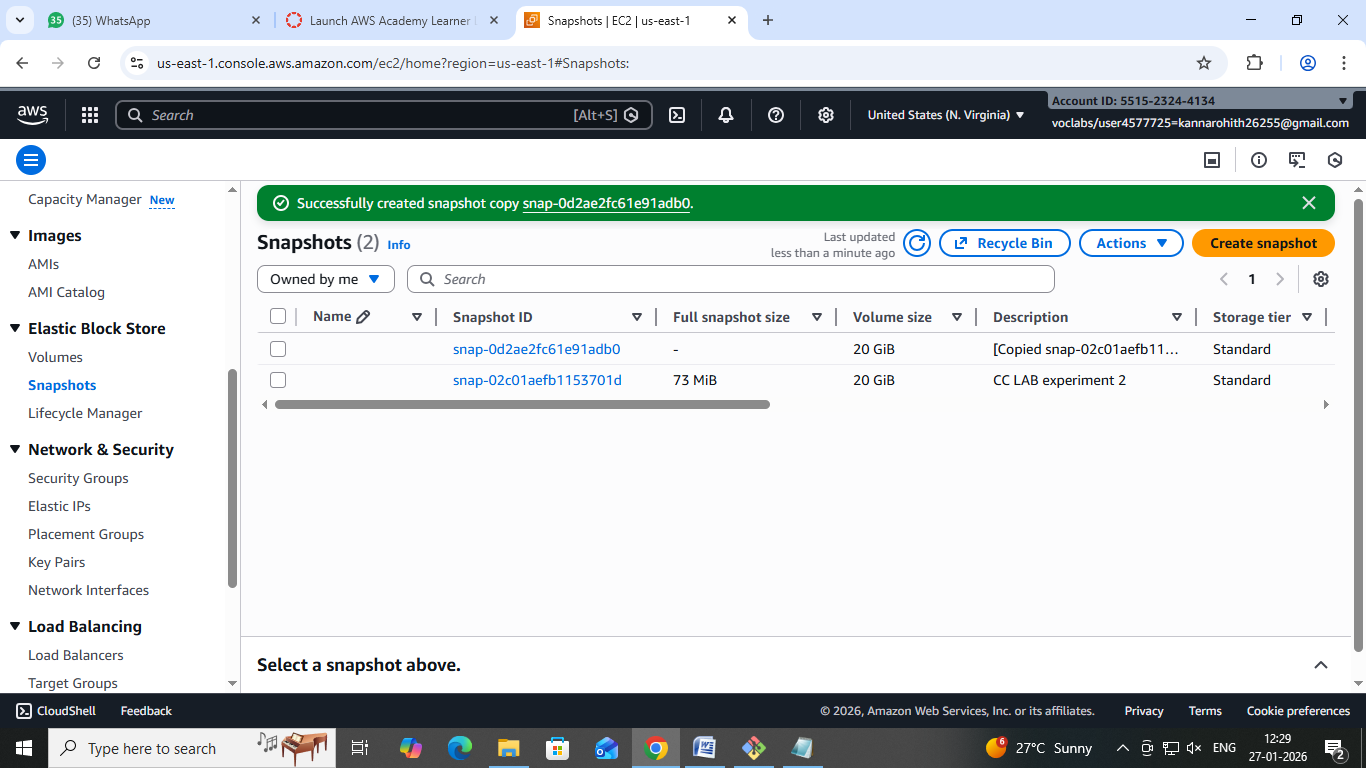 35 (35) WhatsApp
Launch AWS Academy Learner L
Snapshots | EC2 | us-east-1
us-east-1.console.aws.amazon.com/ec2/home?region=us-east-1#Snapshots:
aws
Search [Alt+S]
United States (N. Virginia)
Account ID: 5515-2324-4134
voclabs/user4577725=kannarohith26255@gmail.com
Capacity Manager New
Images
AMIs
AMI Catalog
Elastic Block Store
Volumes
Snapshots
Lifecycle Manager
Network & Security
Security Groups
Elastic IPs
Placement Groups
Key Pairs
Network Interfaces
Load Balancing
Load Balancers
Target Groups
Successfully created snapshot copy snap-0d2ae2fc61e91adb0.
Snapshots (2) Info
Last updated
less than a minute ago
Recycle Bin
Actions
Create snapshot
Owned by me
Search
1
Name Snapshot ID Full snapshot size Volume size Description Storage tier
snap-0d2ae2fc61e91adb0 - 20 GiB [Copied snap-02c01aefb11... Standard
snap-02c01aefb1153701d 73 MiB 20 GiB CC LAB experiment 2 Standard
Select a snapshot above.
CloudShell Feedback © 2026, Amazon Web Services, Inc. or its affiliates. Privacy Terms Cookie preferences
Type here to search
6 27°C Sunny
ENG
12:29
27-01-2026
2